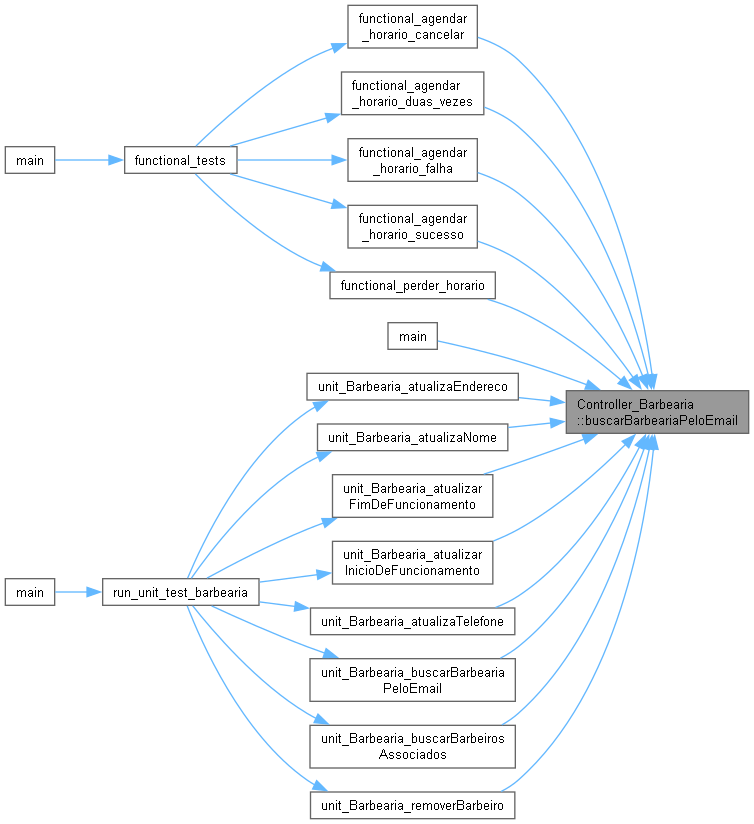 functional_agendar
_horario_cancelar
functional_agendar
_horario_duas_vezes
main
functional_tests
functional_agendar
_horario_falha
functional_agendar
_horario_sucesso
functional_perder_horario
main
unit_Barbearia_atualizaEndereco
Controller_Barbearia
::buscarBarbeariaPeloEmail
unit_Barbearia_atualizaNome
unit_Barbearia_atualizar
FimDeFuncionamento
unit_Barbearia_atualizar
InicioDeFuncionamento
main
run_unit_test_barbearia
unit_Barbearia_atualizaTelefone
unit_Barbearia_buscarBarbearia
PeloEmail
unit_Barbearia_buscarBarbeiros
Associados
unit_Barbearia_removerBarbeiro